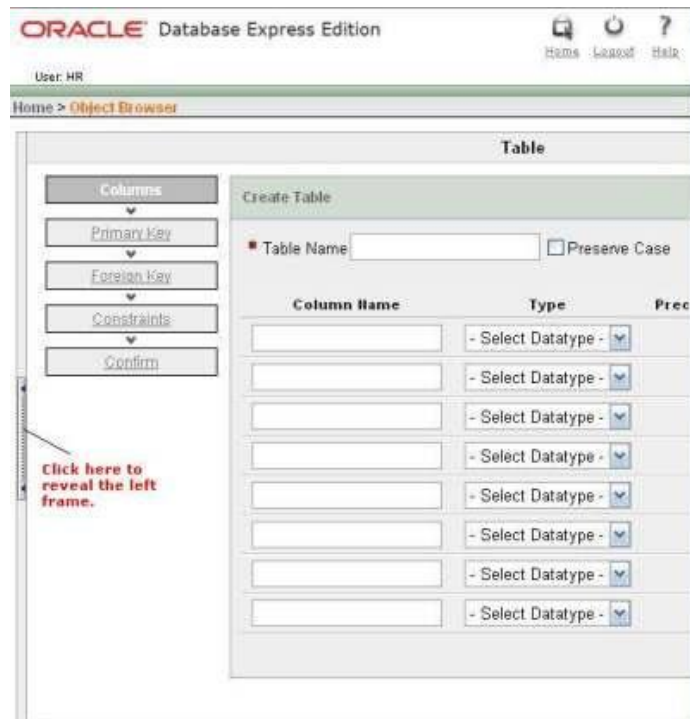 ORACLE Database Express Edition
Home Logout Help
User: HR
Home > Object Browser
Table
Columns
Primary Key
Foreign Key
Constraints
Confirm
Create Table
Table Name Preserve Case
Column Name Type Prec
- Select Datatype -
- Select Datatype -
- Select Datatype -
- Select Datatype -
- Select Datatype -
- Select Datatype -
- Select Datatype -
- Select Datatype -
Click here to
reveal the left
frame.